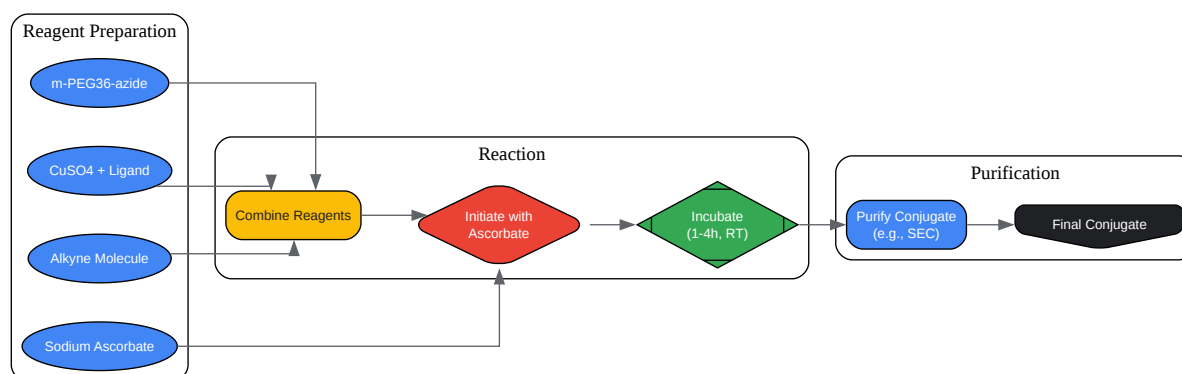 Reagent Preparation
m-PEG36-azide
CuSO4 + Ligand
Alkyne Molecule
Sodium Ascorbate
Reaction
Combine Reagents
Initiate with
Ascorbate
Incubate
(1-4h, RT)
Purification
Purify Conjugate
(e.g., SEC)
Final Conjugate